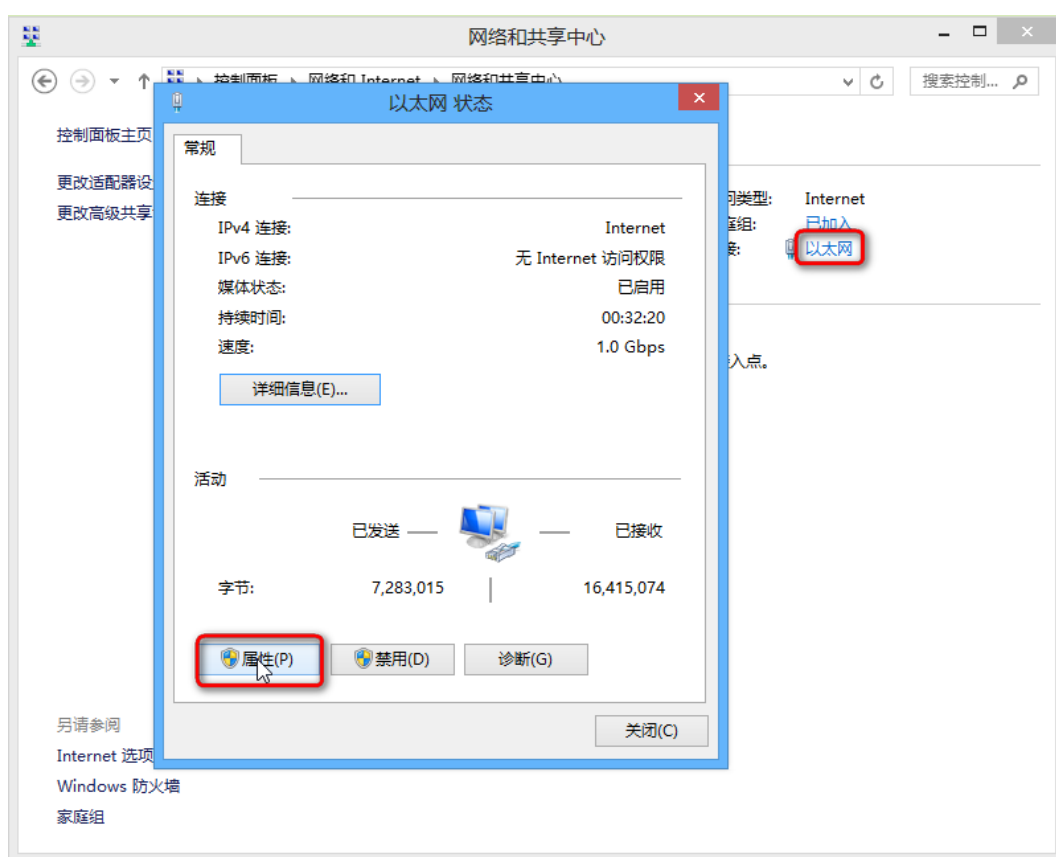 网络和共享中心
控制面板 网络和 Internet 网络和共享中心
搜索控制...
以太网 状态
控制面板主页
常规
更改适配器设
更改高级共享
连接
IPv4 连接: Internet
IPv6 连接: 无 Internet 访问权限
媒体状态: 已启用
持续时间: 00:32:20
速度: 1.0 Gbps
详细信息(E)...
问类型: Internet
庭组: 已加入
接: 以太网
入点。
活动
已发送 —— —— 已接收
字节: 7,283,015 16,415,074
属性(P) 禁用(D) 诊断(G)
关闭(C)
另请参阅
Internet 选项
Windows 防火墙
家庭组